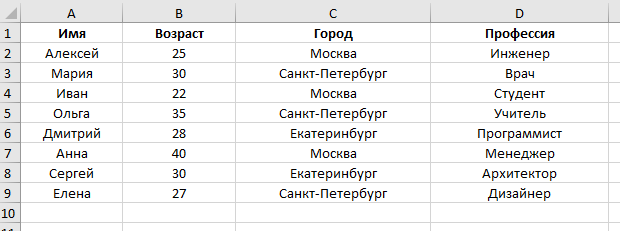 A B C D
1 Имя Возраст Город Профессия
2 Алексей 25 Москва Инженер
3 Мария 30 Санкт-Петербург Врач
4 Иван 22 Москва Студент
5 Ольга 35 Санкт-Петербург Учитель
6 Дмитрий 28 Екатеринбург Программист
7 Анна 40 Москва Менеджер
8 Сергей 30 Екатеринбург Архитектор
9 Елена 27 Санкт-Петербург Дизайнер
10